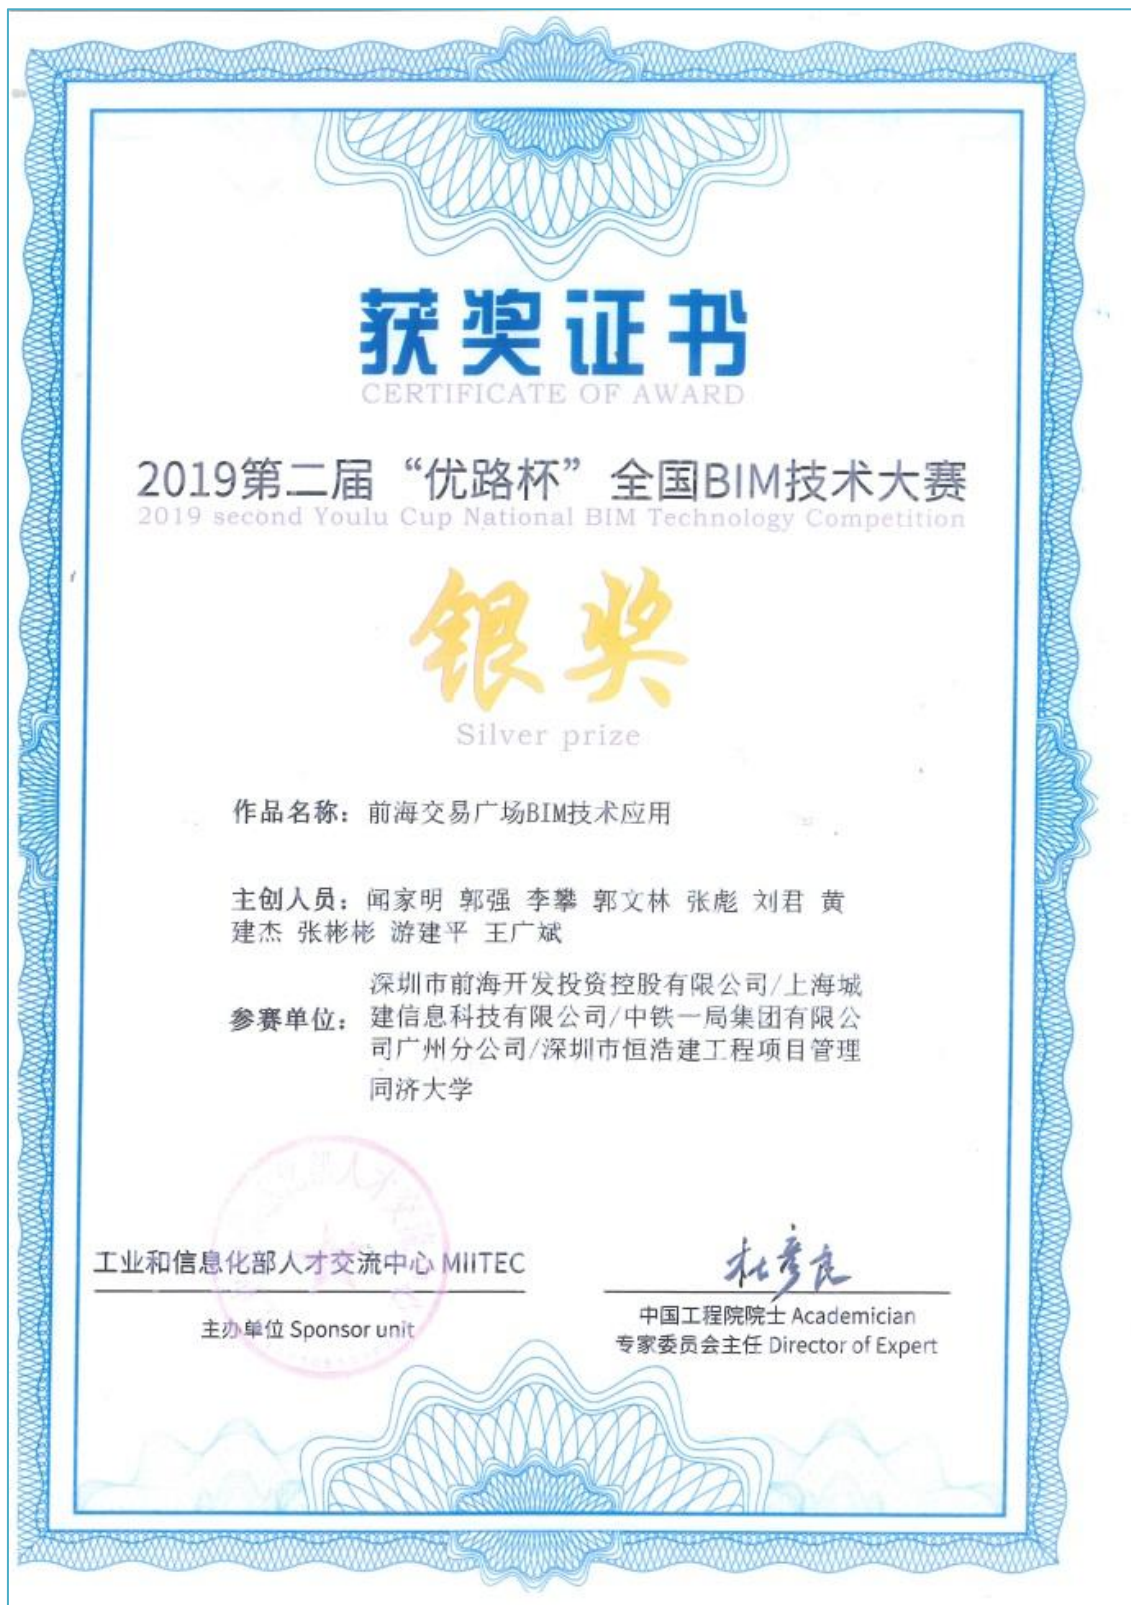 获奖证书
CERTIFICATE OF AWARD
2019第二届“优路杯”全国BIM技术大赛
2019 second Youlu Cup National BIM Technology Competition
银奖
Silver prize
作品名称：前海交易广场BIM技术应用
主创人员：闻家明 郭强 李攀 郭文林 张彪 刘君 黄
建杰 张彬彬 游建平 王广斌
参赛单位：
深圳市前海开发投资控股有限公司/上海城
建信息科技有限公司/中铁一局集团有限公
司广州分公司/深圳市恒浩建工程项目管理
同济大学
工业和信息化部人才交流中心 MIITEC
主办单位 Sponsor unit
杜彦良
中国工程院院士 Academician
专家委员会主任 Director of Expert